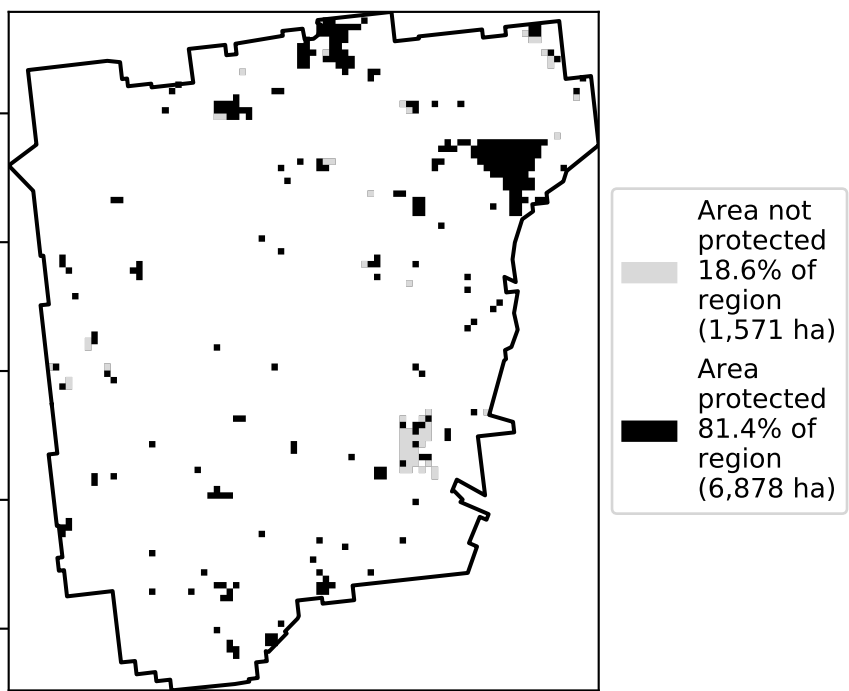 Area not
protected
18.6% of
region
(1,571 ha)
Area
protected
81.4% of
region
(6,878 ha)